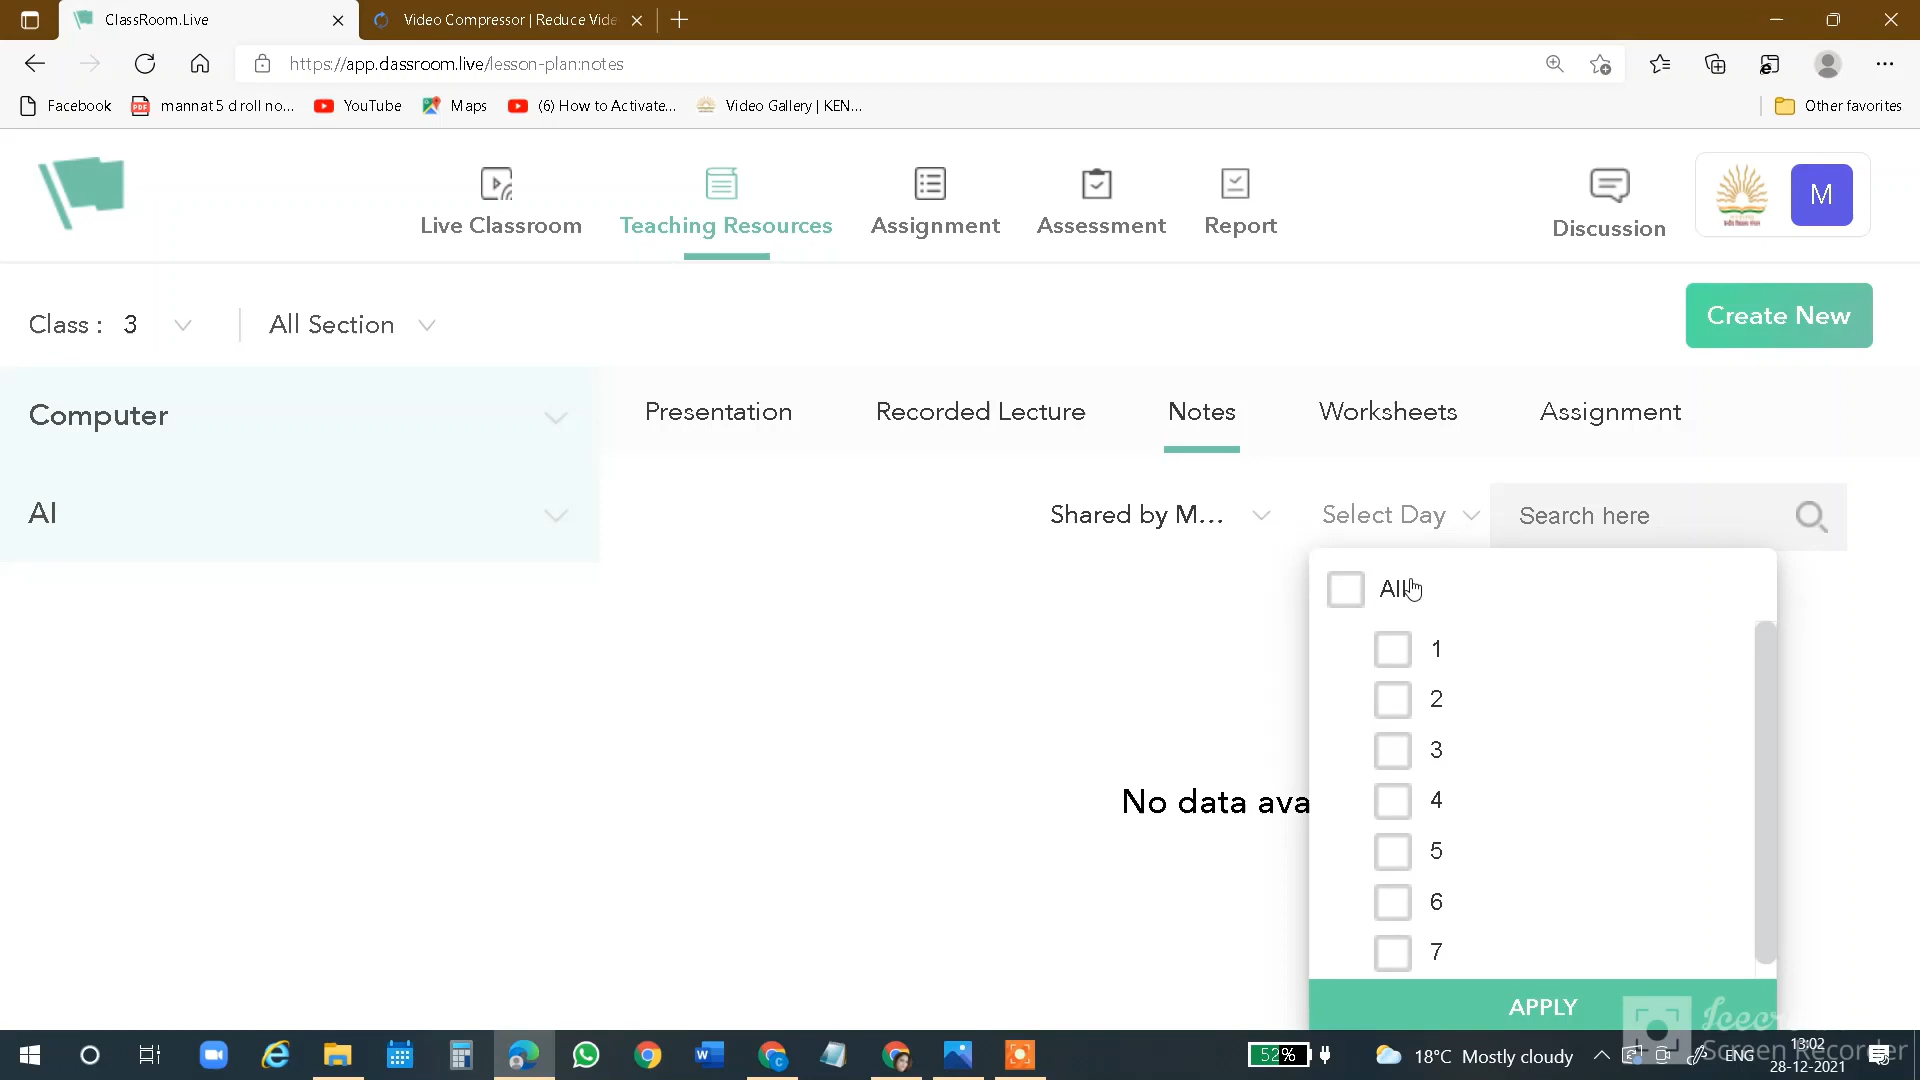 ClassRoom.Live
Video Compressor | Reduce Vide
https://app.classroom.live/lesson-plan:notes
Facebook
PDF
mannat 5 d roll no...
YouTube
Maps
(6) How to Activate...
Video Gallery | KEN...
Other favorites
Live Classroom
Teaching Resources
Assignment
Assessment
Report
Discussion
M
Class : 3
All Section
Create New
Computer
AI
Presentation
Recorded Lecture
Notes
Worksheets
Assignment
Shared by M...
Select Day
Search here
All
1
2
3
4
5
6
7
No data ava
APPLY
Icecr
Screen Recorder
52%
18°C Mostly cloudy
ENG
13:02
28-12-2021